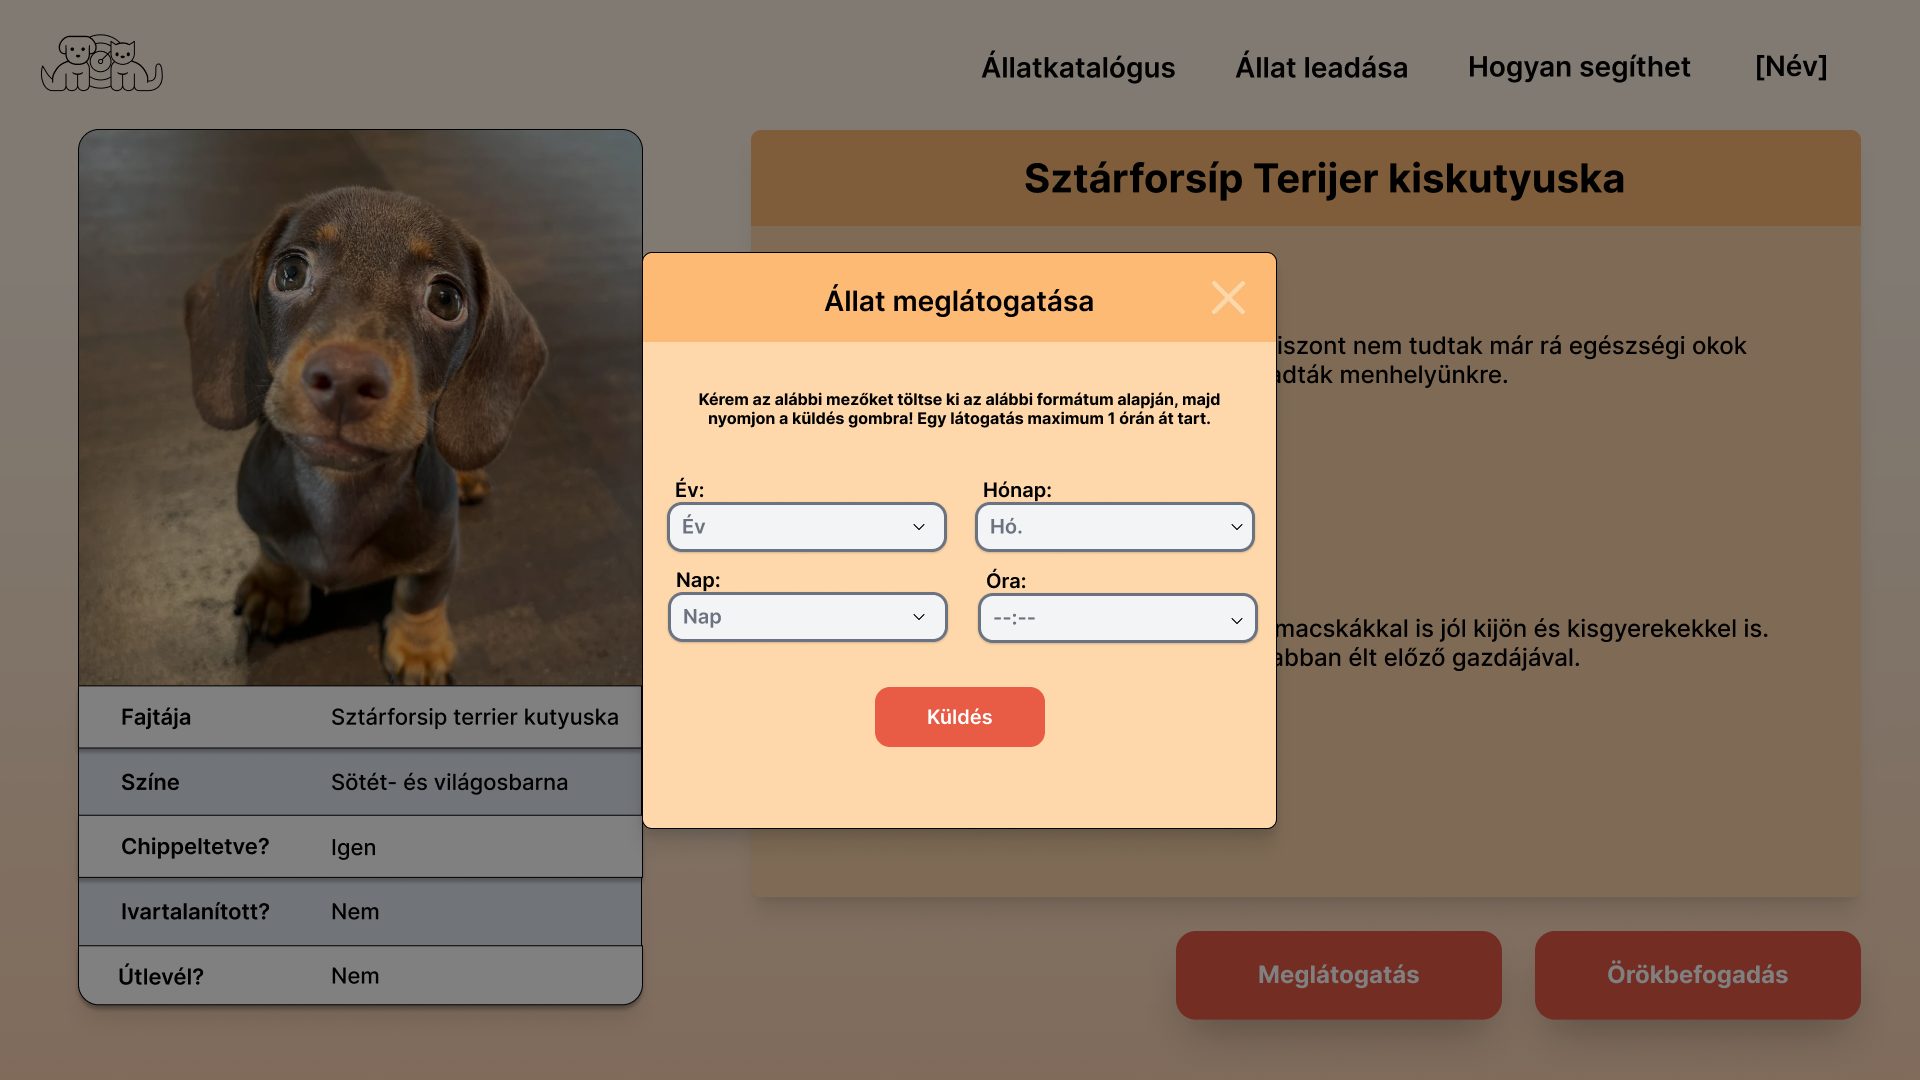 Állatkatalógus
Állat leadása
Hogyan segíthet
[Név]
Sztárforsíp Terijer kiskutyuska
iszont nem tudtak már rá egészségi okok
adták menhelyünkre.
macskákkal is jól kijön és kisgyerekekkel is.
abban élt előző gazdájával.
Állat meglátogatása
Kérem az alábbi mezőket töltse ki az alábbi formátum alapján, majd
nyomjon a küldés gombra! Egy látogatás maximum 1 órán át tart.
Év:
Év
Hónap:
Hó.
Nap:
Nap
Óra:
--:--
Küldés
Fajtája Sztárforsip terrier kutyuska
Színe Sötét- és világosbarna
Chippeltetve? Igen
Ivartalanított? Nem
Útlevél? Nem
Meglátogatás
Örökbefogadás